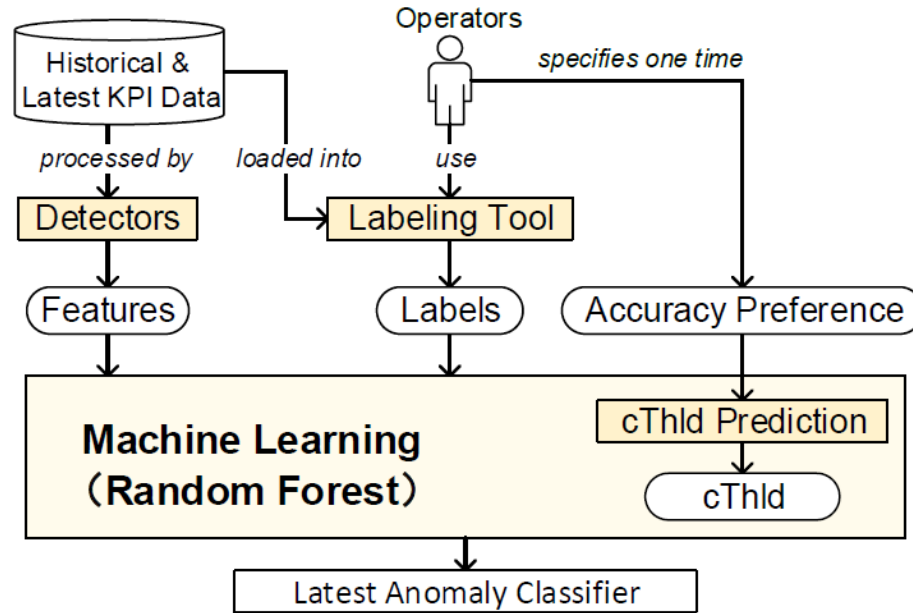 Operators
Historical &
Latest KPI Data
specifies one time
processed by
loaded into
use
Detectors
Labeling Tool
Features
Labels
Accuracy Preference
Machine Learning
（Random Forest）
cThld Prediction
cThld
Latest Anomaly Classifier